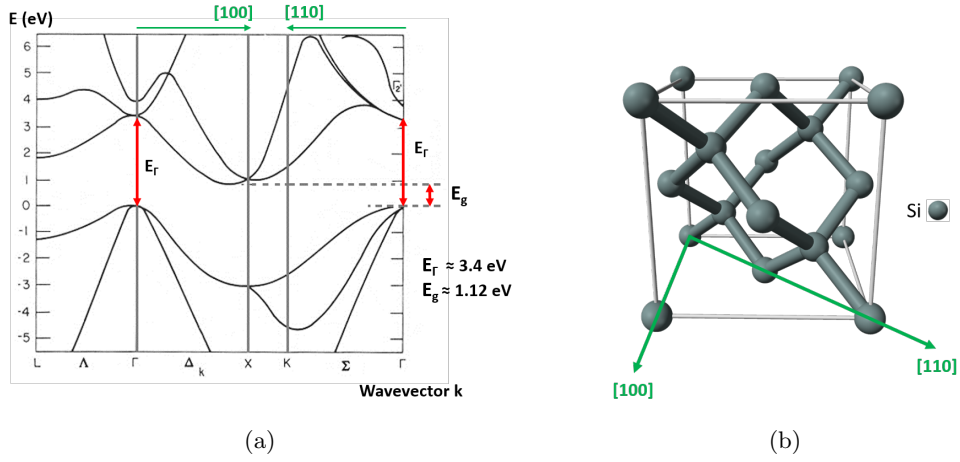 E (eV)
[100]
[110]
6
5
4
3
2
1
0
-1
-2
-3
-4
-5
Γ2'
EΓ
EΓ
Eg
EΓ ≈ 3.4 eV
Eg ≈ 1.12 eV
L Λ Γ Δ k X K Σ Γ
Wavevector k
(a)
Si
[100]
[110]
(b)